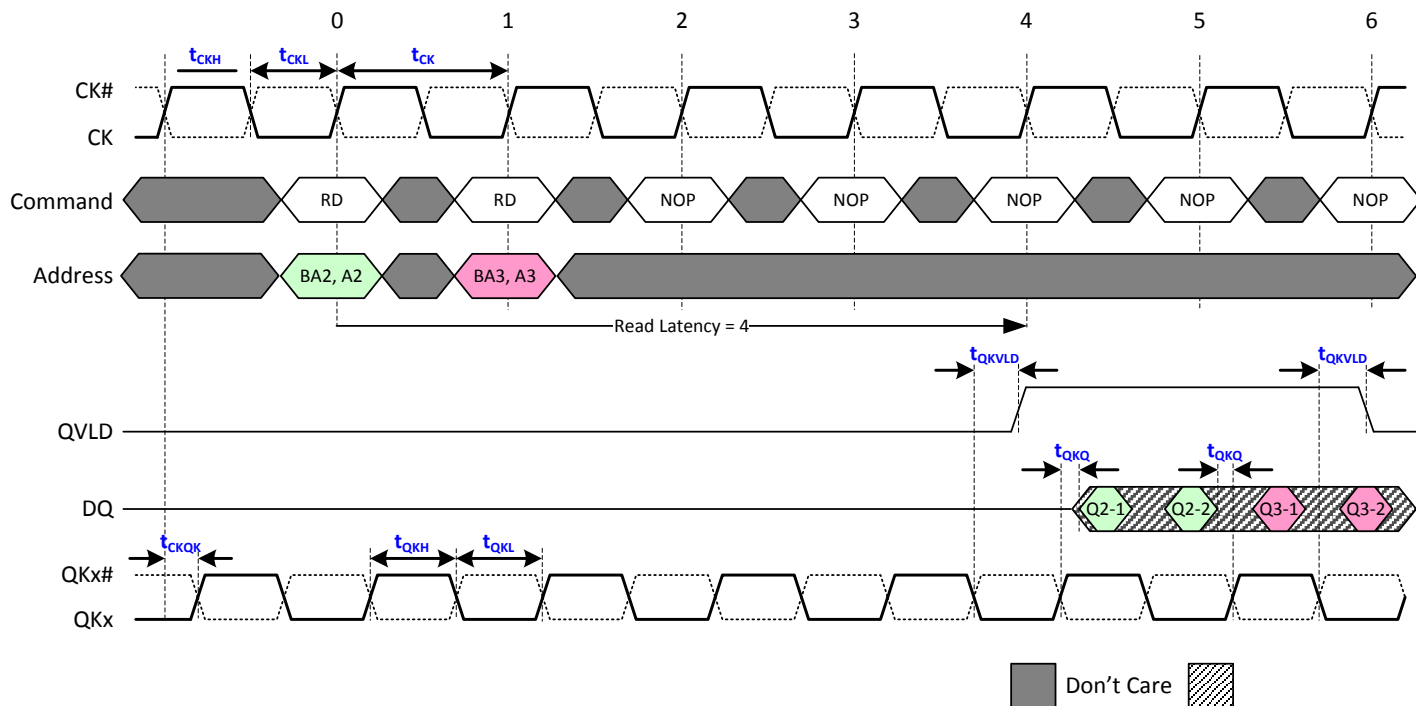 0 1 2 3 4 5 6
tCKH tCKL tCK
CK#
CK
Command RD RD NOP NOP NOP NOP NOP
Address BA2, A2 BA3, A3
Read Latency = 4
tQKVLD tQKVLD
QVLD
tQKQ tQKQ
DQ Q2-1 Q2-2 Q3-1 Q3-2
tCKQK tQKH tQKL
QKx#
QKx
Don't Care